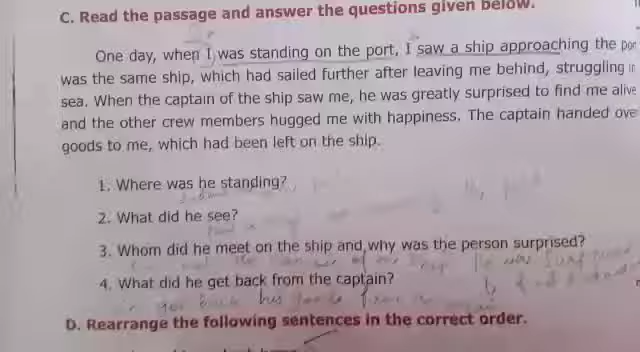 C. Read the passage and answer the questions given below.
One day, when I was standing on the port, I saw a ship approaching the por
was the same ship, which had sailed further after leaving me behind, struggling in
sea. When the captain of the ship saw me, he was greatly surprised to find me alive
and the other crew members hugged me with happiness. The captain handed ove
goods to me, which had been left on the ship.
1. Where was he standing?
2. What did he see?
3. Whom did he meet on the ship and why was the person surprised?
4. What did he get back from the captain?
D. Rearrange the following sentences in the correct order.